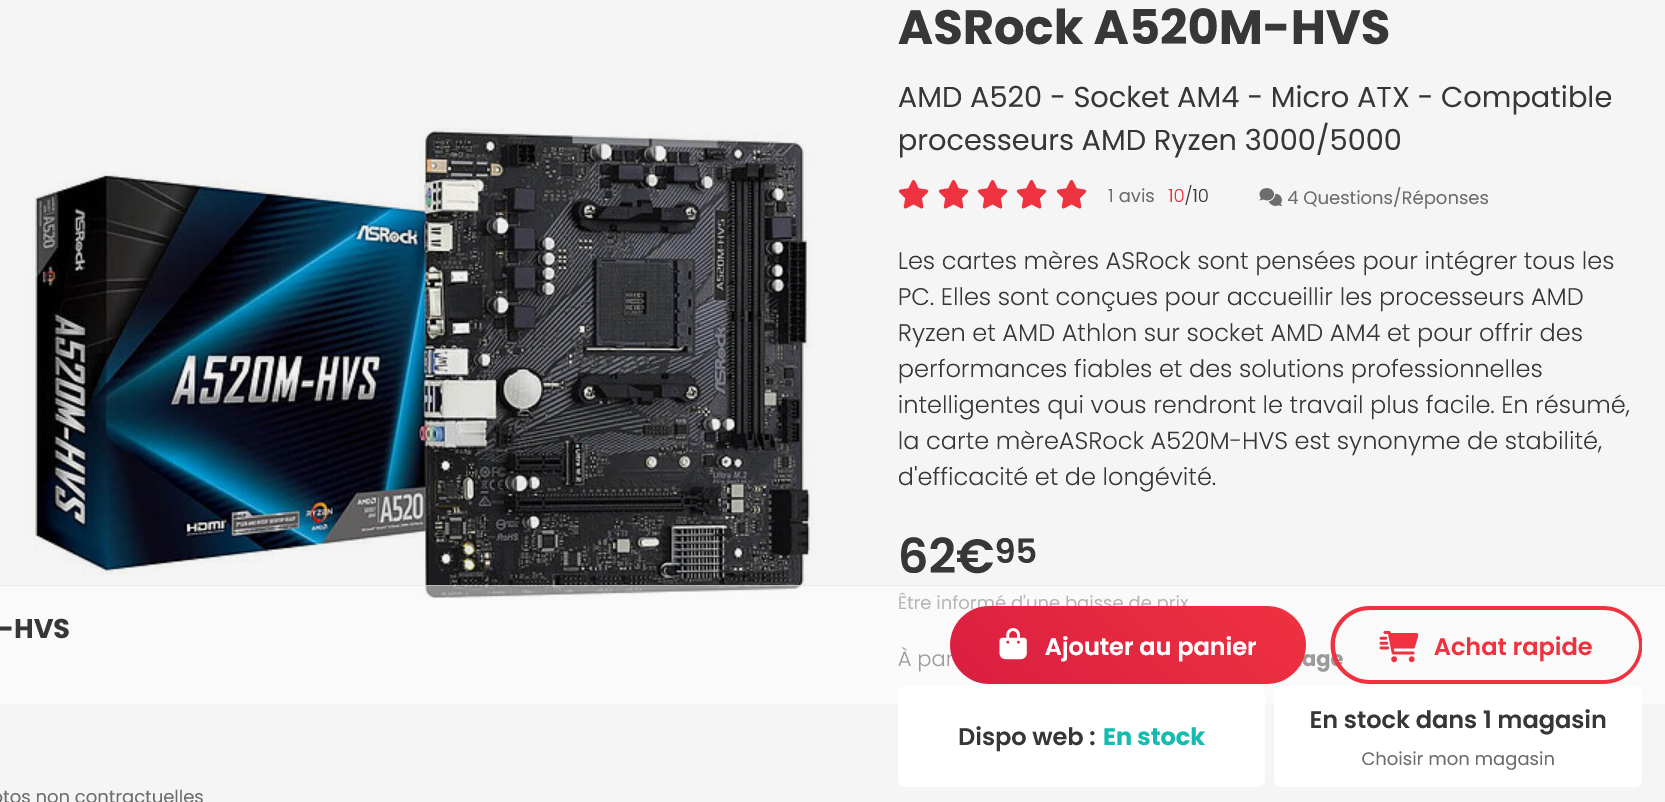 ASRock A520M-HVS
AMD A520 - Socket AM4 - Micro ATX - Compatible
processeurs AMD Ryzen 3000/5000
1 avis 10/10 4 Questions/Réponses
Les cartes mères ASRock sont pensées pour intégrer tous les
PC. Elles sont conçues pour accueillir les processeurs AMD
Ryzen et AMD Athlon sur socket AMD AM4 et pour offrir des
performances fiables et des solutions professionnelles
intelligentes qui vous rendront le travail plus facile. En résumé,
la carte mèreASRock A520M-HVS est synonyme de stabilité,
d'efficacité et de longévité.
62€95
Être informé d'une baisse de prix
À par
age
Ajouter au panier
Achat rapide
Dispo web : En stock
En stock dans 1 magasin
Choisir mon magasin
-HVS
otos non contractuelles
ASRock
A520M-HVS
HDMI
RYZEN
AMD
A520
A520
ASRock
A520M-HVS
A520M-HVS
ASRock
RoHS